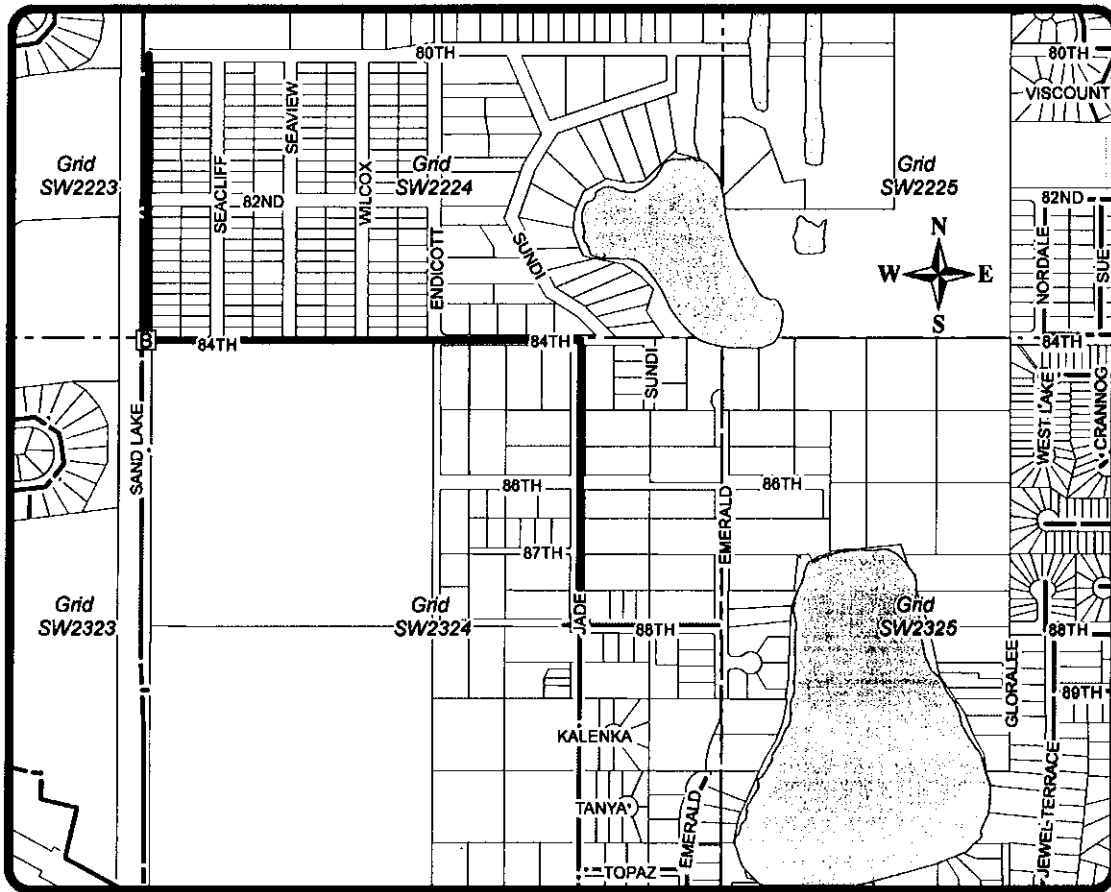 80TH
80TH
VISCOUNT
SEAVIEW
Grid
SW2223
SEACLIFF
WILCOX
Grid
SW2224
Grid
SW2225
82ND
82ND
SUNDI
ENDICOTT
N
W
E
S
NORDALE
SUE
B
84TH
84TH
84TH
SUNDI
WEST LAKE
CRANNOG
SAND LAKE
86TH
86TH
EMERALD
87TH
Grid
SW2323
Grid
SW2324
JADE
Grid
SW2325
88TH
88TH
GLORALEE
89TH
KALENKA
TANYA
EMERALD
JEWEL TERRACE
TOPAZ